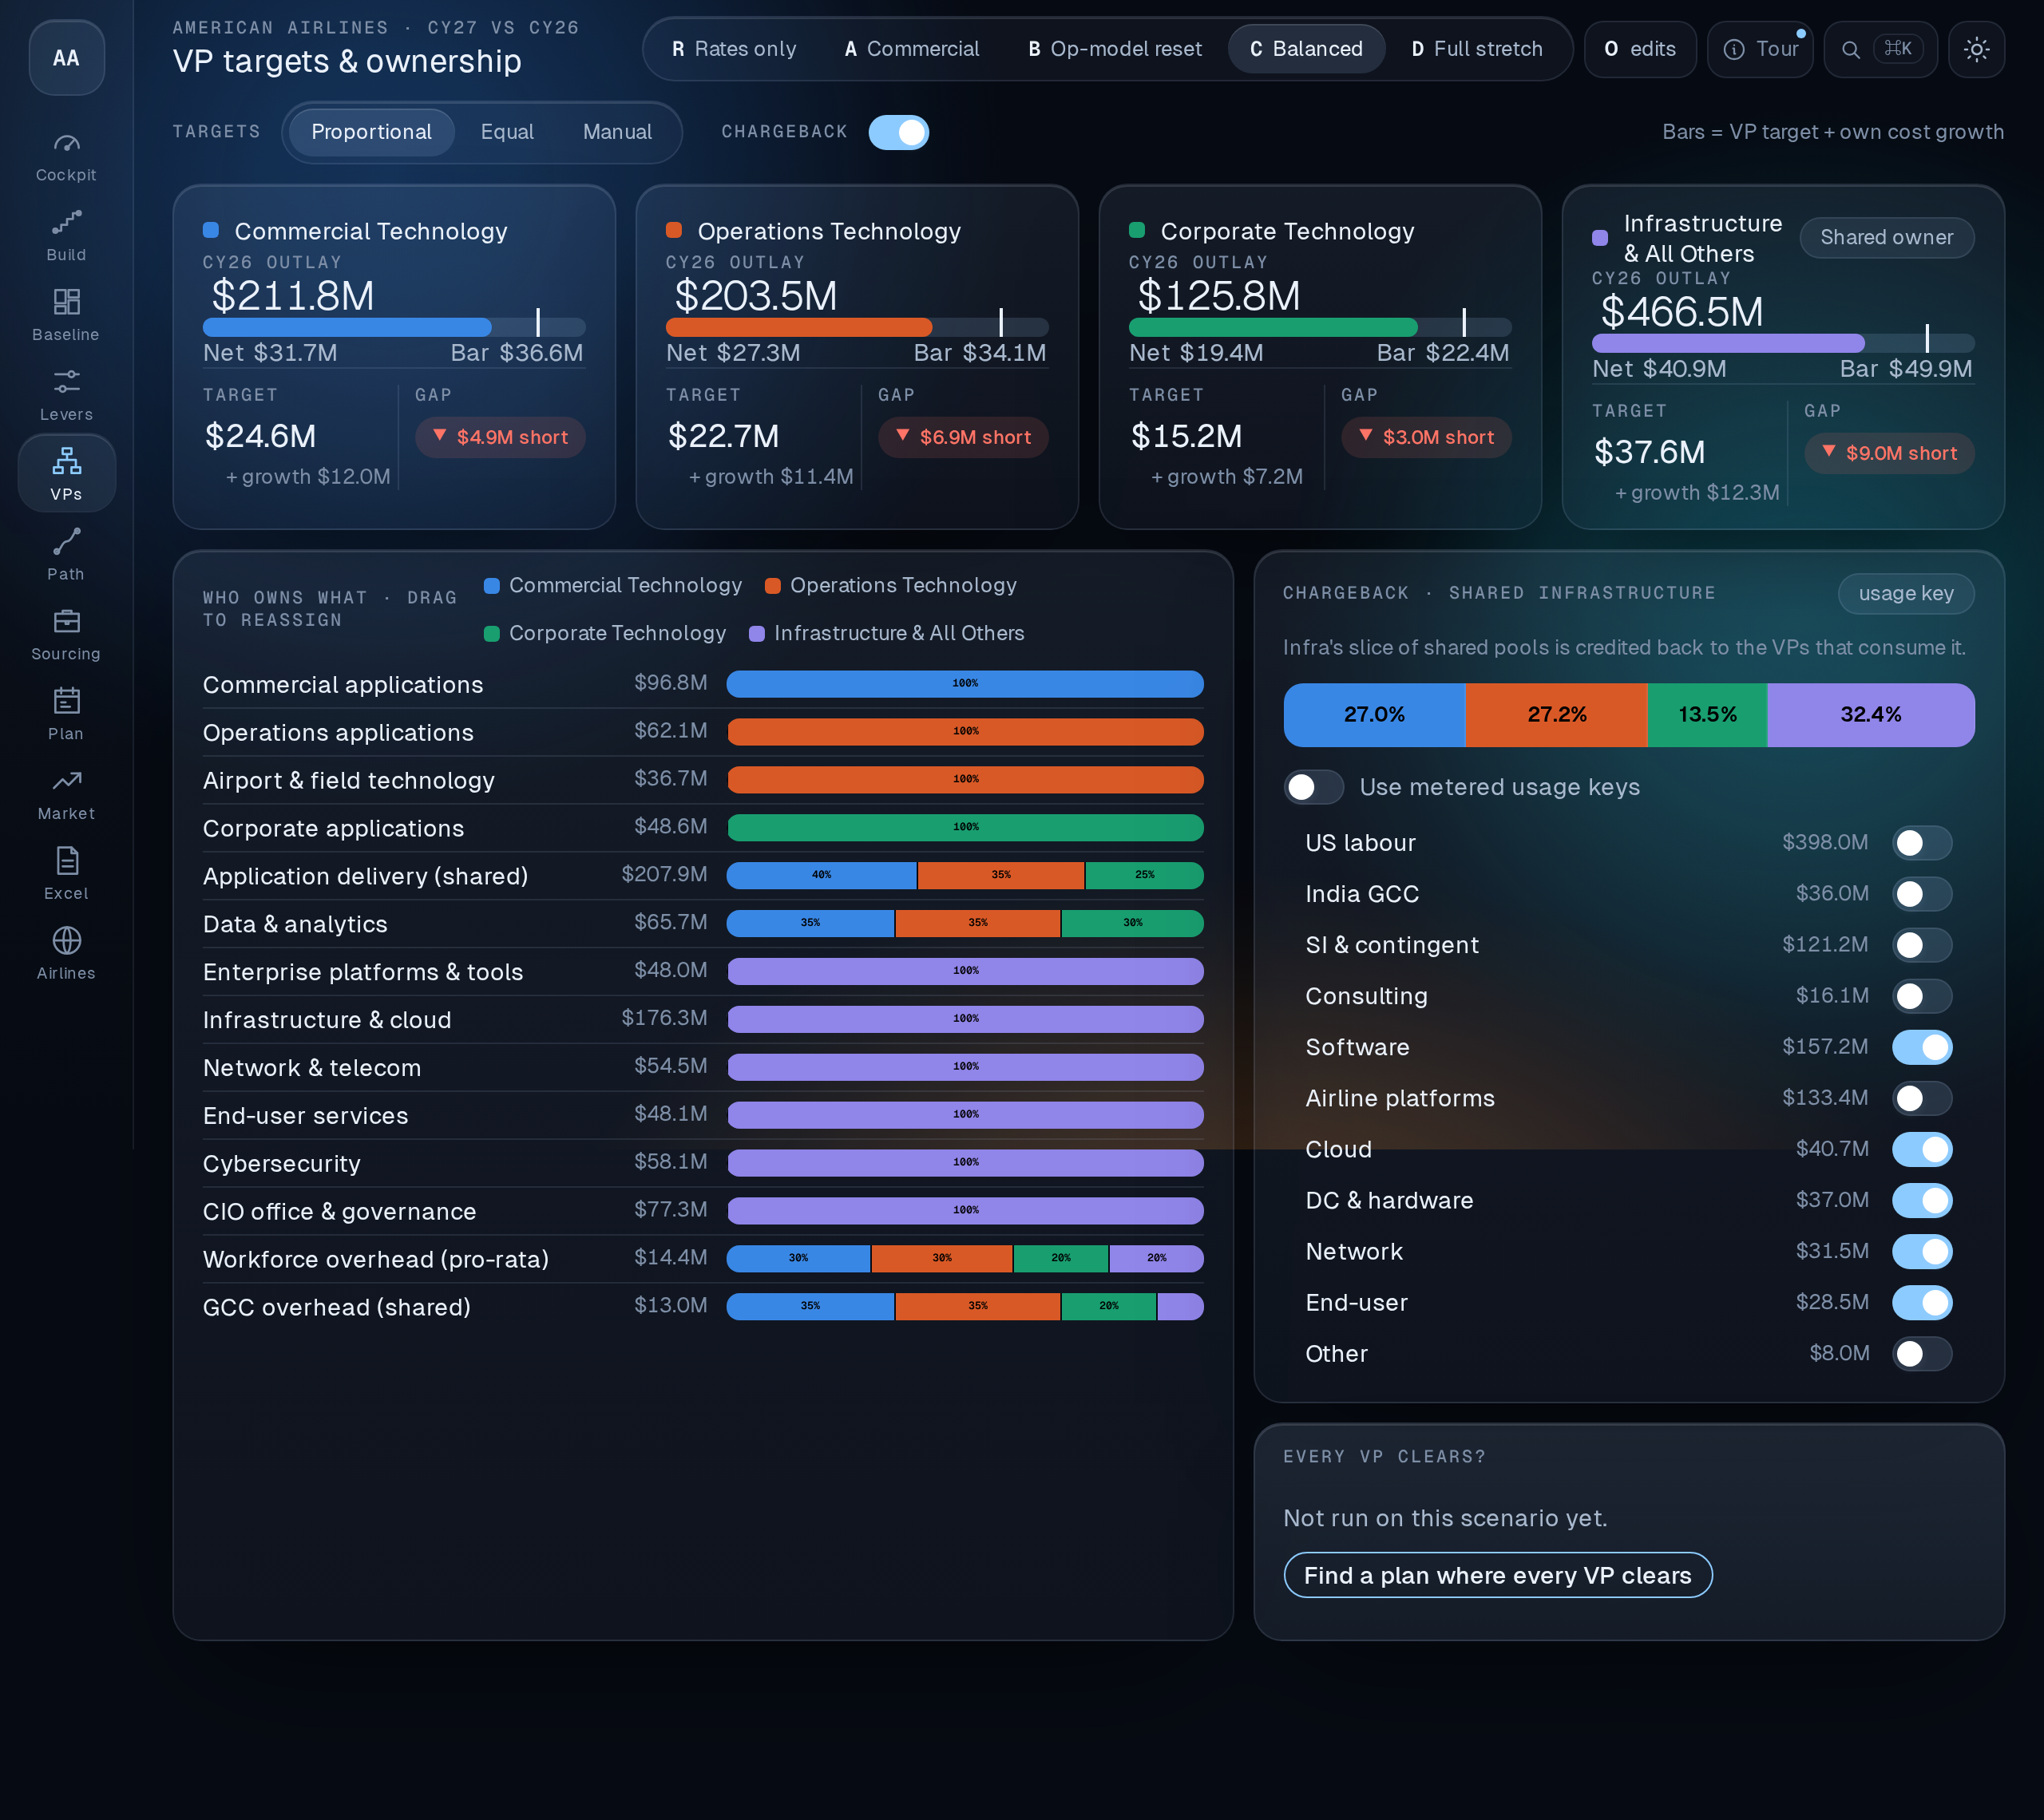 AA
AMERICAN AIRLINES · CY27 VS CY26
VP targets & ownership
R Rates only
A Commercial
B Op-model reset
C Balanced
D Full stretch
0 edits
Tour
⌘K
Cockpit
Build
Baseline
Levers
VPs
Path
Sourcing
Plan
Market
Excel
Airlines
TARGETS
Proportional
Equal
Manual
CHARGEBACK
Bars = VP target + own cost growth
Commercial Technology
CY26 OUTLAY
$211.8M
Net $31.7M
Bar $36.6M
TARGET
GAP
$24.6M
▼ $4.9M short
+ growth $12.0M
Operations Technology
CY26 OUTLAY
$203.5M
Net $27.3M
Bar $34.1M
TARGET
GAP
$22.7M
▼ $6.9M short
+ growth $11.4M
Corporate Technology
CY26 OUTLAY
$125.8M
Net $19.4M
Bar $22.4M
TARGET
GAP
$15.2M
▼ $3.0M short
+ growth $7.2M
Infrastructure
& All Others
Shared owner
CY26 OUTLAY
$466.5M
Net $40.9M
Bar $49.9M
TARGET
GAP
$37.6M
▼ $9.0M short
+ growth $12.3M
WHO OWNS WHAT · DRAG
TO REASSIGN
Commercial Technology
Operations Technology
Corporate Technology
Infrastructure & All Others
Commercial applications $96.8M 100%
Operations applications $62.1M 100%
Airport & field technology $36.7M 100%
Corporate applications $48.6M 100%
Application delivery (shared) $207.9M 40% 35% 25%
Data & analytics $65.7M 35% 35% 30%
Enterprise platforms & tools $48.0M 100%
Infrastructure & cloud $176.3M 100%
Network & telecom $54.5M 100%
End-user services $48.1M 100%
Cybersecurity $58.1M 100%
CIO office & governance $77.3M 100%
Workforce overhead (pro-rata) $14.4M 30% 30% 20% 20%
GCC overhead (shared) $13.0M 35% 35% 20%
CHARGEBACK · SHARED INFRASTRUCTURE
usage key
Infra's slice of shared pools is credited back to the VPs that consume it.
27.0% 27.2% 13.5% 32.4%
Use metered usage keys
US labour $398.0M
India GCC $36.0M
SI & contingent $121.2M
Consulting $16.1M
Software $157.2M
Airline platforms $133.4M
Cloud $40.7M
DC & hardware $37.0M
Network $31.5M
End-user $28.5M
Other $8.0M
EVERY VP CLEARS?
Not run on this scenario yet.
Find a plan where every VP clears